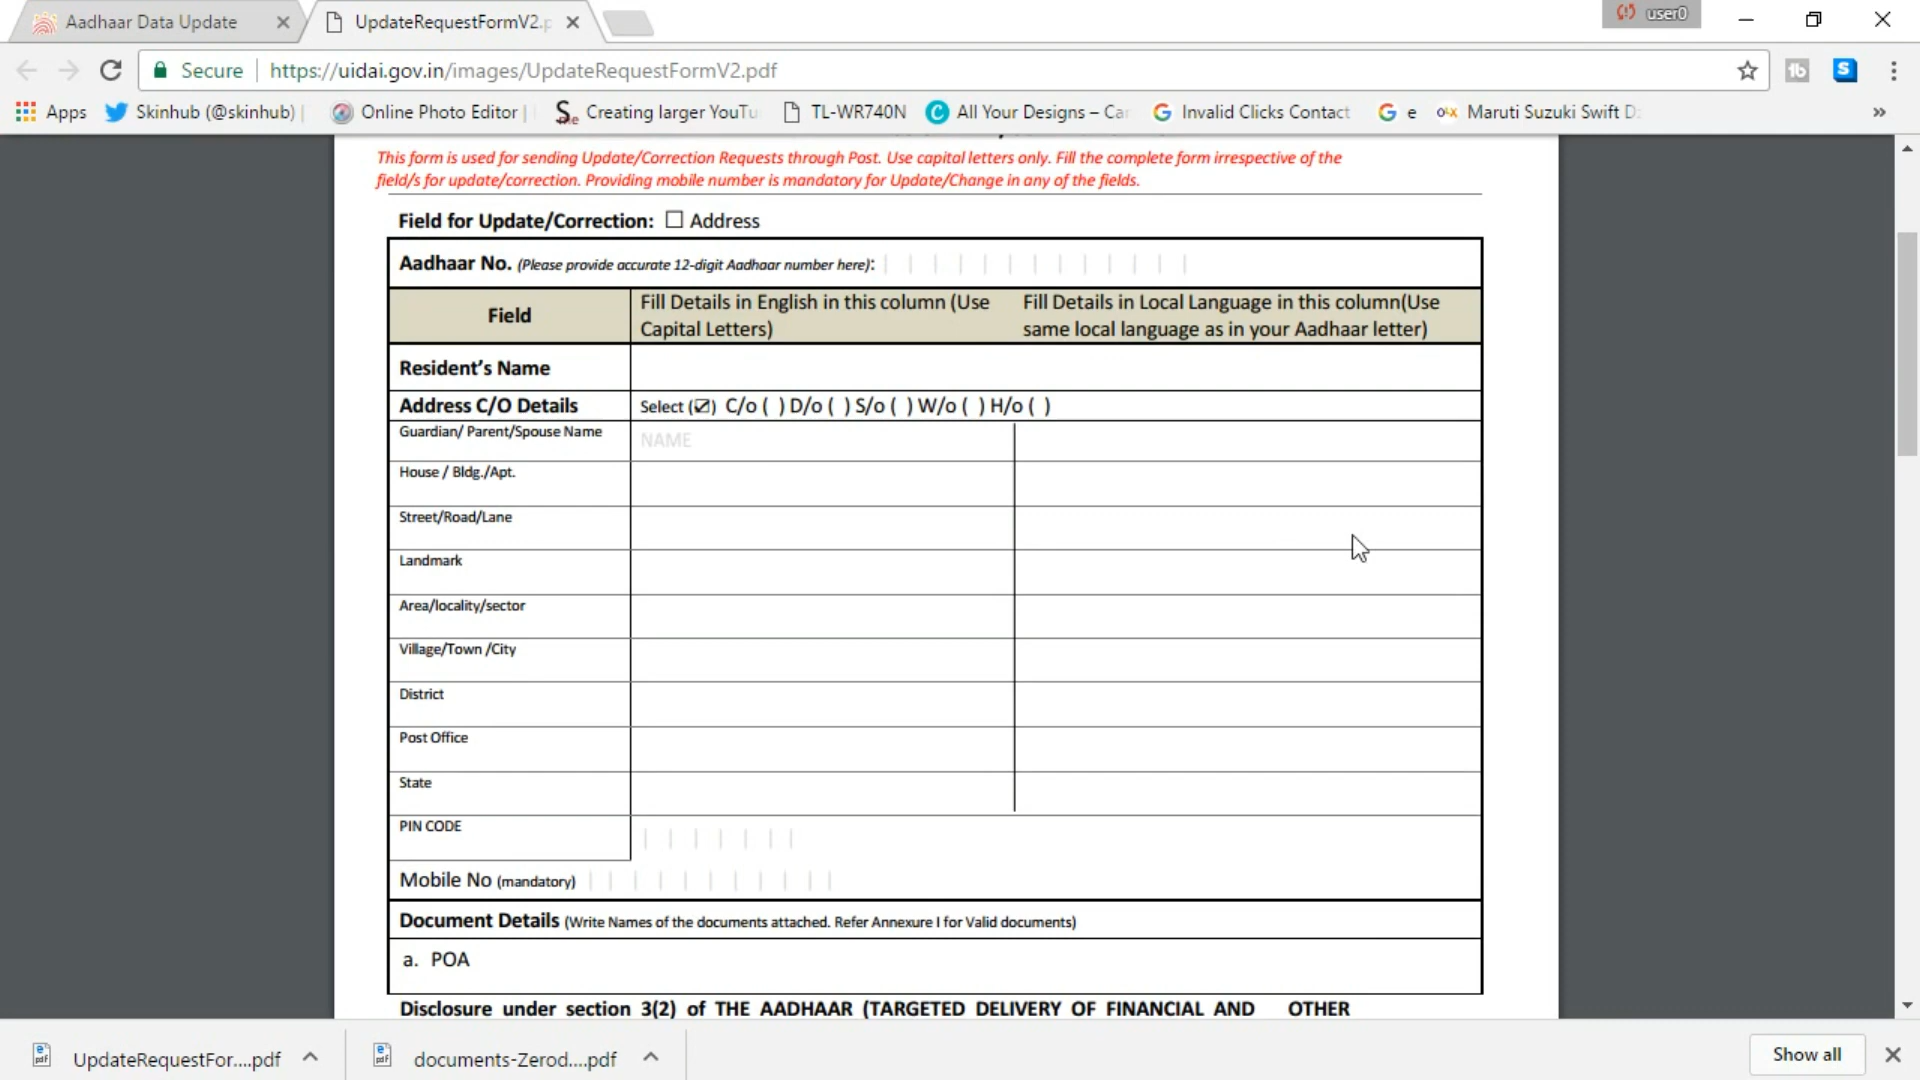 Aadhaar Data Update
UpdateRequestFormV2.p
user0
Secure
https://uidai.gov.in/images/UpdateRequestFormV2.pdf
Apps
Skinhub (@skinhub) |
Online Photo Editor |
Creating larger YouTu
TL-WR740N
All Your Designs – Ca
Invalid Clicks Contact
e
Maruti Suzuki Swift D
»
This form is used for sending Update/Correction Requests through Post. Use capital letters only. Fill the complete form irrespective of the
field/s for update/correction. Providing mobile number is mandatory for Update/Change in any of the fields.
Field for Update/Correction: ☐ Address
Aadhaar No. (Please provide accurate 12-digit Aadhaar number here):
Field
Fill Details in English in this column (Use
Capital Letters)
Fill Details in Local Language in this column(Use
same local language as in your Aadhaar letter)
Resident’s Name
Address C/O Details
Select (☑) C/o ( ) D/o ( ) S/o ( ) W/o ( ) H/o ( )
Guardian/ Parent/Spouse Name
NAME
House / Bldg./Apt.
Street/Road/Lane
Landmark
Area/locality/sector
Village/Town /City
District
Post Office
State
PIN CODE
Mobile No (mandatory)
Document Details (Write Names of the documents attached. Refer Annexure I for Valid documents)
a. POA
Disclosure under section 3(2) of THE AADHAAR (TARGETED DELIVERY OF FINANCIAL AND OTHER
UpdateRequestFor....pdf
documents-Zerod....pdf
Show all